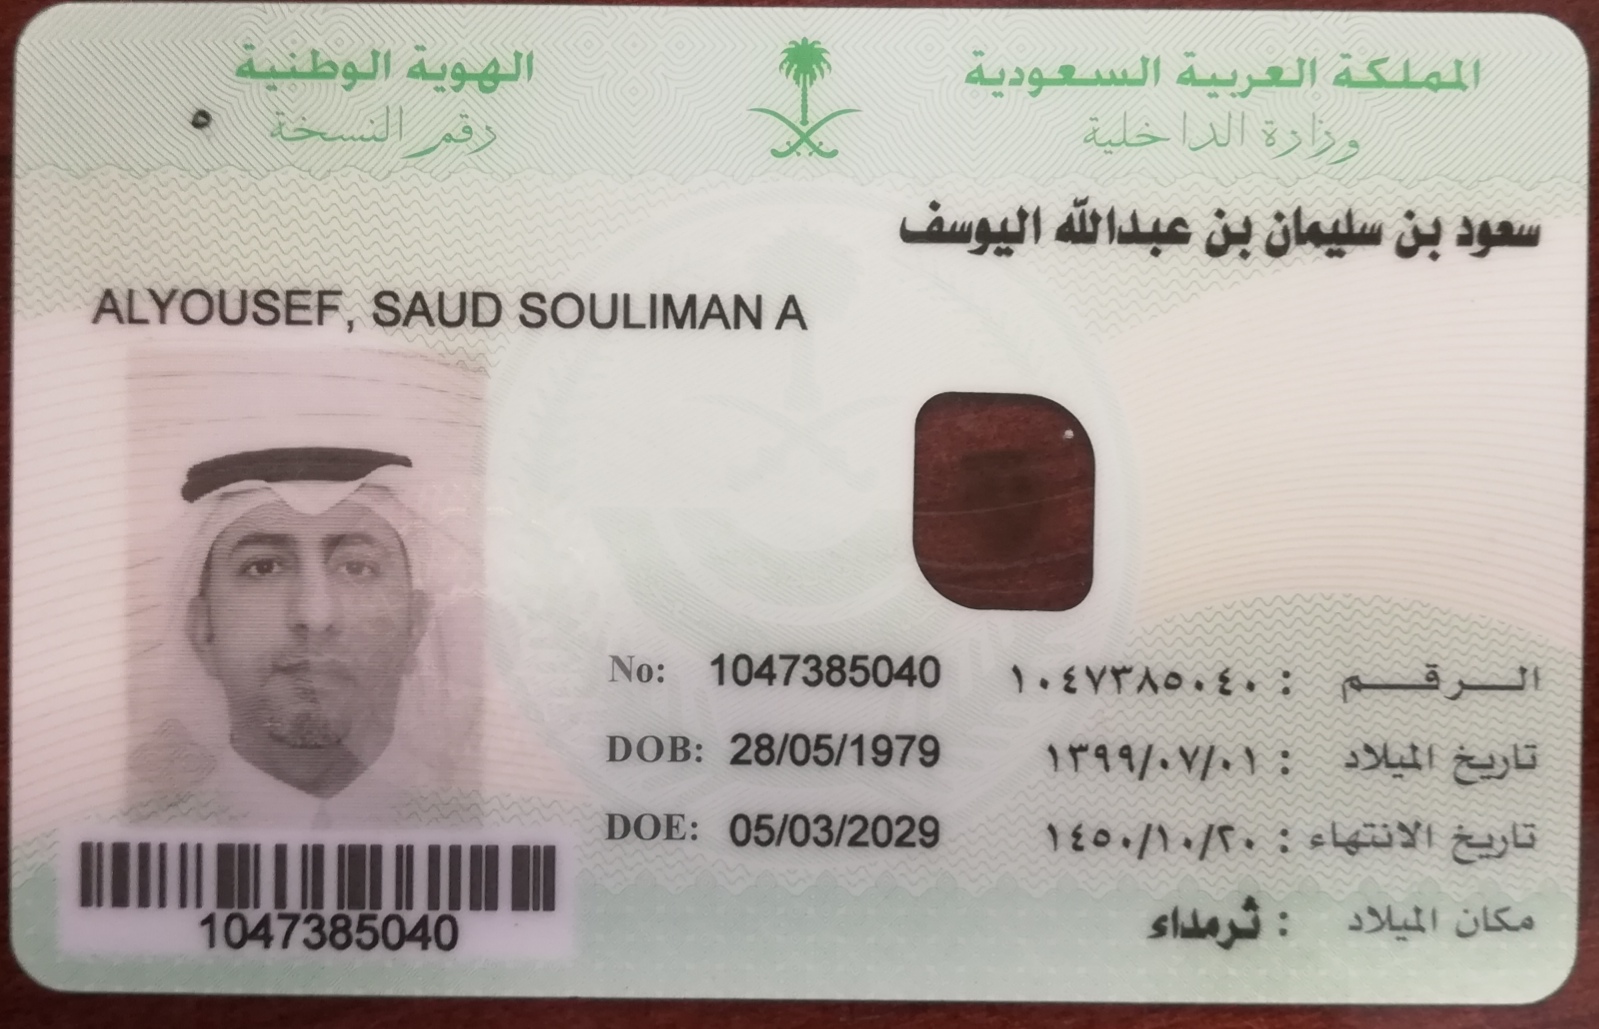 المملكة العربية السعودية
وزارة الداخلية
الهوية الوطنية
رقم النسخة ٥
سعود بن سليمان بن عبدالله اليوسف
ALYOUSEF, SAUD SOULIMAN A
الرقم : ١٠٤٧٣٨٥٠٤٠ No: 1047385040
تاريخ الميلاد : ١٣٩٩/٠٧/٠١ DOB: 28/05/1979
تاريخ الانتهاء : ١٤٥٠/١٠/٢٠ DOE: 05/03/2029
مكان الميلاد : ثرمداء
1047385040